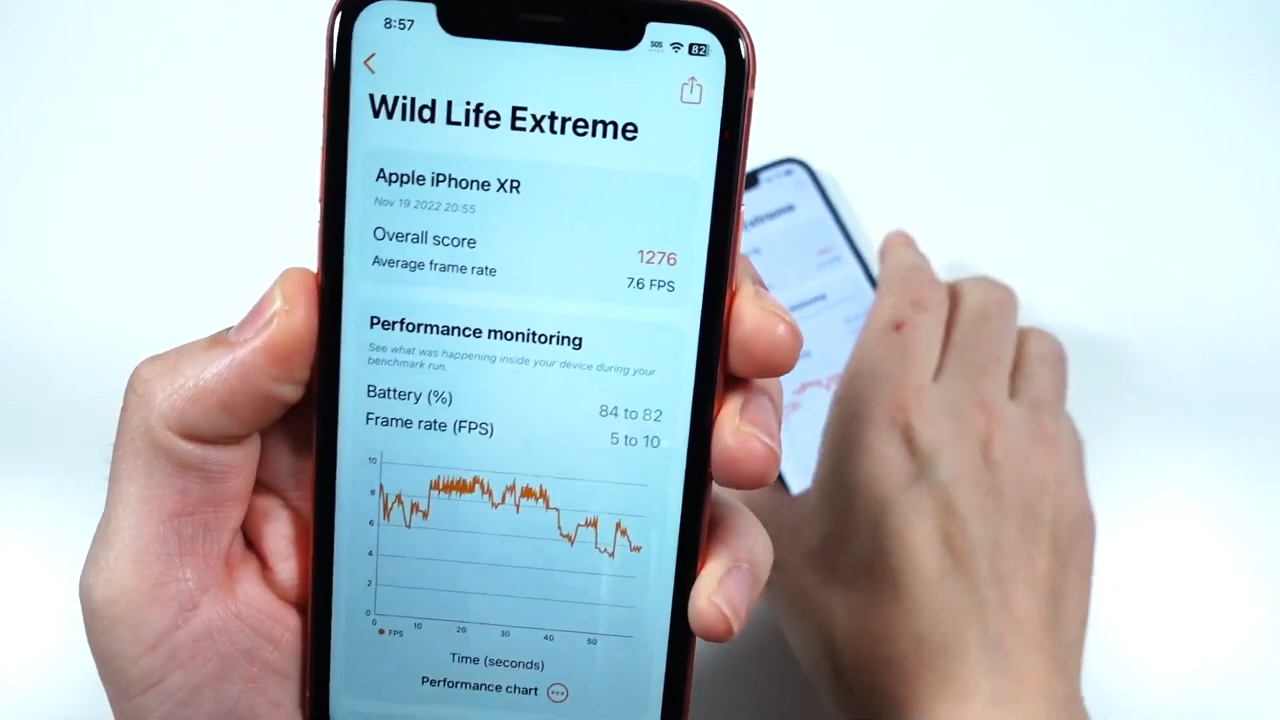 8:57
SOS
82
Wild Life Extreme
Apple iPhone XR
Nov 19 2022 20:55
Overall score
1276
Average frame rate
7.6 FPS
Performance monitoring
See what was happening inside your device during your
benchmark run.
Battery (%)
84 to 82
Frame rate (FPS)
5 to 10
10
8
6
4
2
0
0 10 20 30 40 50
FPS
Time (seconds)
Performance chart
Extreme